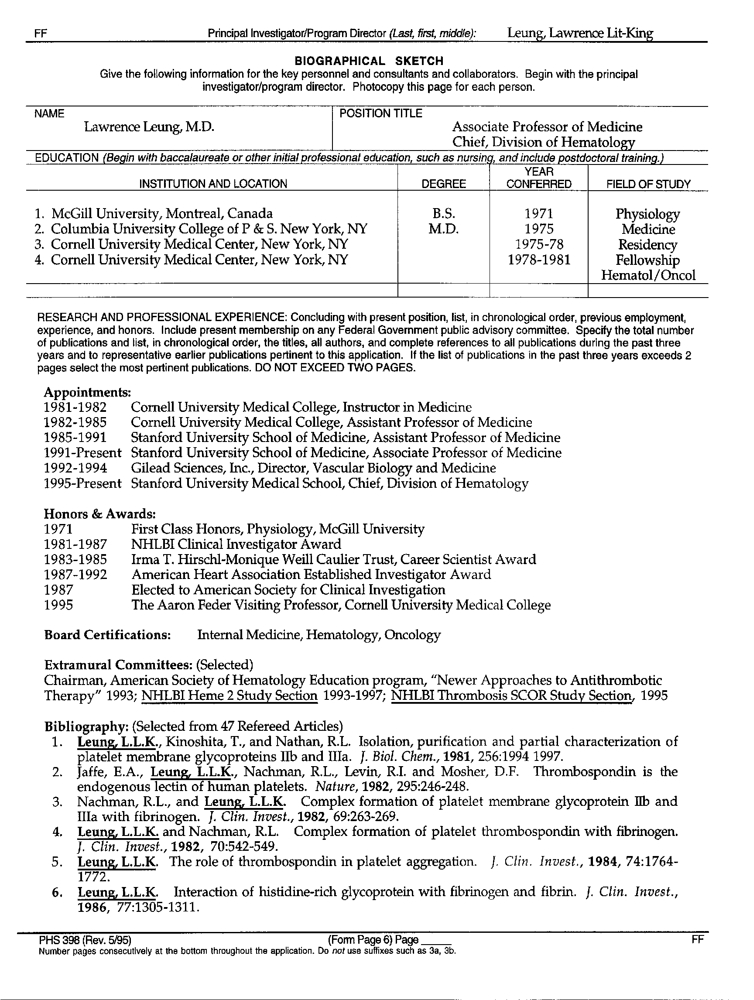 FF Principal Investigator/Program Director (Last, first, middle): Leung, Lawrence Lit-King
BIOGRAPHICAL SKETCH
Give the following information for the key personnel and consultants and collaborators. Begin with the principal
investigator/program director. Photocopy this page for each person.
NAME POSITION TITLE
Lawrence Leung, M.D. Associate Professor of Medicine
Chief, Division of Hematology
EDUCATION (Begin with baccalaureate or other initial professional education, such as nursing, and include postdoctoral training.)
INSTITUTION AND LOCATION DEGREE YEAR CONFERRED FIELD OF STUDY
1. McGill University, Montreal, Canada B.S. 1971 Physiology
2. Columbia University College of P & S. New York, NY M.D. 1975 Medicine
3. Cornell University Medical Center, New York, NY 1975-78 Residency
4. Cornell University Medical Center, New York, NY 1978-1981 Fellowship
Hematol/Oncol
RESEARCH AND PROFESSIONAL EXPERIENCE: Concluding with present position, list, in chronological order, previous employment,
experience, and honors. Include present membership on any Federal Government public advisory committee. Specify the total number
of publications and list, in chronological order, the titles, all authors, and complete references to all publications during the past three
years and to representative earlier publications pertinent to this application. If the list of publications in the past three years exceeds 2
pages select the most pertinent publications. DO NOT EXCEED TWO PAGES.
Appointments:
1981-1982 Cornell University Medical College, Instructor in Medicine
1982-1985 Cornell University Medical College, Assistant Professor of Medicine
1985-1991 Stanford University School of Medicine, Assistant Professor of Medicine
1991-Present Stanford University School of Medicine, Associate Professor of Medicine
1992-1994 Gilead Sciences, Inc., Director, Vascular Biology and Medicine
1995-Present Stanford University Medical School, Chief, Division of Hematology
Honors & Awards:
1971 First Class Honors, Physiology, McGill University
1981-1987 NHLBI Clinical Investigator Award
1983-1985 Irma T. Hirschl-Monique Weill Caulier Trust, Career Scientist Award
1987-1992 American Heart Association Established Investigator Award
1987 Elected to American Society for Clinical Investigation
1995 The Aaron Feder Visiting Professor, Cornell University Medical College
Board Certifications: Internal Medicine, Hematology, Oncology
Extramural Committees: (Selected)
Chairman, American Society of Hematology Education program, "Newer Approaches to Antithrombotic
Therapy" 1993; NHLBI Heme 2 Study Section 1993-1997; NHLBI Thrombosis SCOR Study Section, 1995
Bibliography: (Selected from 47 Refereed Articles)
1. Leung, L.L.K., Kinoshita, T., and Nathan, R.L. Isolation, purification and partial characterization of
platelet membrane glycoproteins IIb and IIIa. J. Biol. Chem., 1981, 256:1994 1997.
2. Jaffe, E.A., Leung, L.L.K., Nachman, R.L., Levin, R.I. and Mosher, D.F. Thrombospondin is the
endogenous lectin of human platelets. Nature, 1982, 295:246-248.
3. Nachman, R.L., and Leung, L.L.K. Complex formation of platelet membrane glycoprotein IIb and
IIIa with fibrinogen. J. Clin. Invest., 1982, 69:263-269.
4. Leung, L.L.K. and Nachman, R.L. Complex formation of platelet thrombospondin with fibrinogen.
J. Clin. Invest., 1982, 70:542-549.
5. Leung, L.L.K. The role of thrombospondin in platelet aggregation. J. Clin. Invest., 1984, 74:1764-
1772.
6. Leung, L.L.K. Interaction of histidine-rich glycoprotein with fibrinogen and fibrin. J. Clin. Invest.,
1986, 77:1305-1311.
PHS 398 (Rev. 5/95) (Form Page 6) Page ______ FF
Number pages consecutively at the bottom throughout the application. Do not use suffixes such as 3a, 3b.